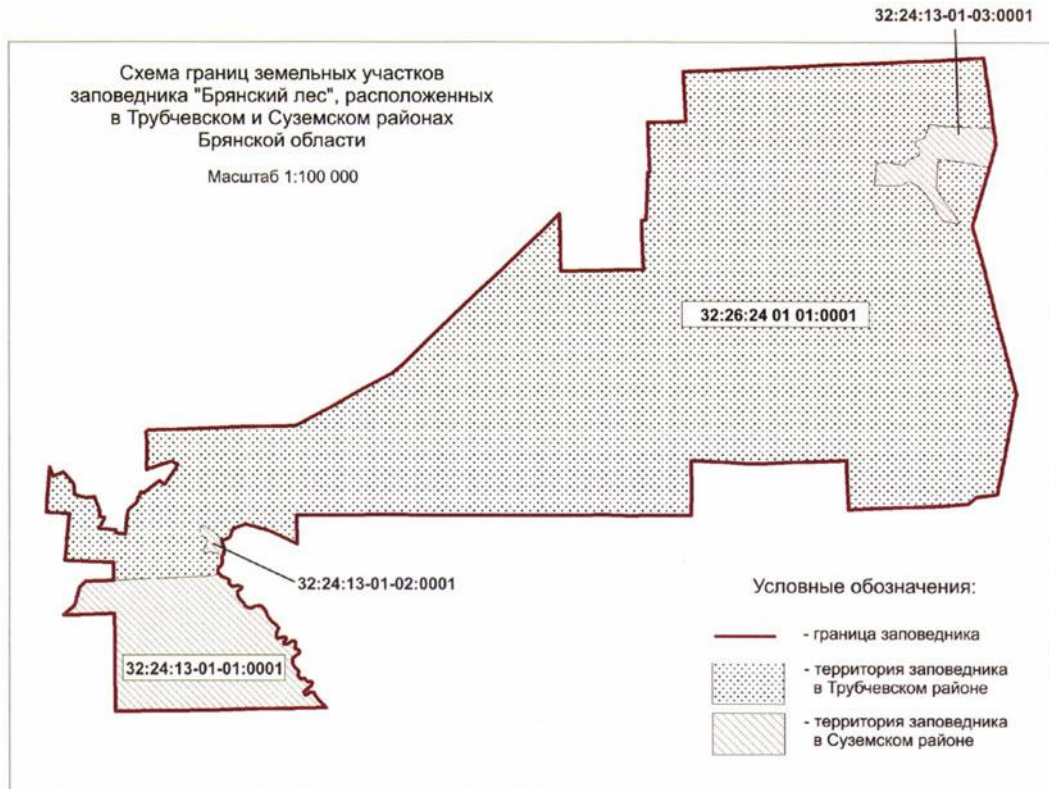 32:24:13-01-03:0001
Схема границ земельных участков
заповедника "Брянский лес", расположенных
в Трубчевском и Суземском районах
Брянской области
Масштаб 1:100 000
32:26:24 01 01:0001
32:24:13-01-02:0001
32:24:13-01-01:0001
Условные обозначения:
- граница заповедника
- территория заповедника
в Трубчевском районе
- территория заповедника
в Суземском районе